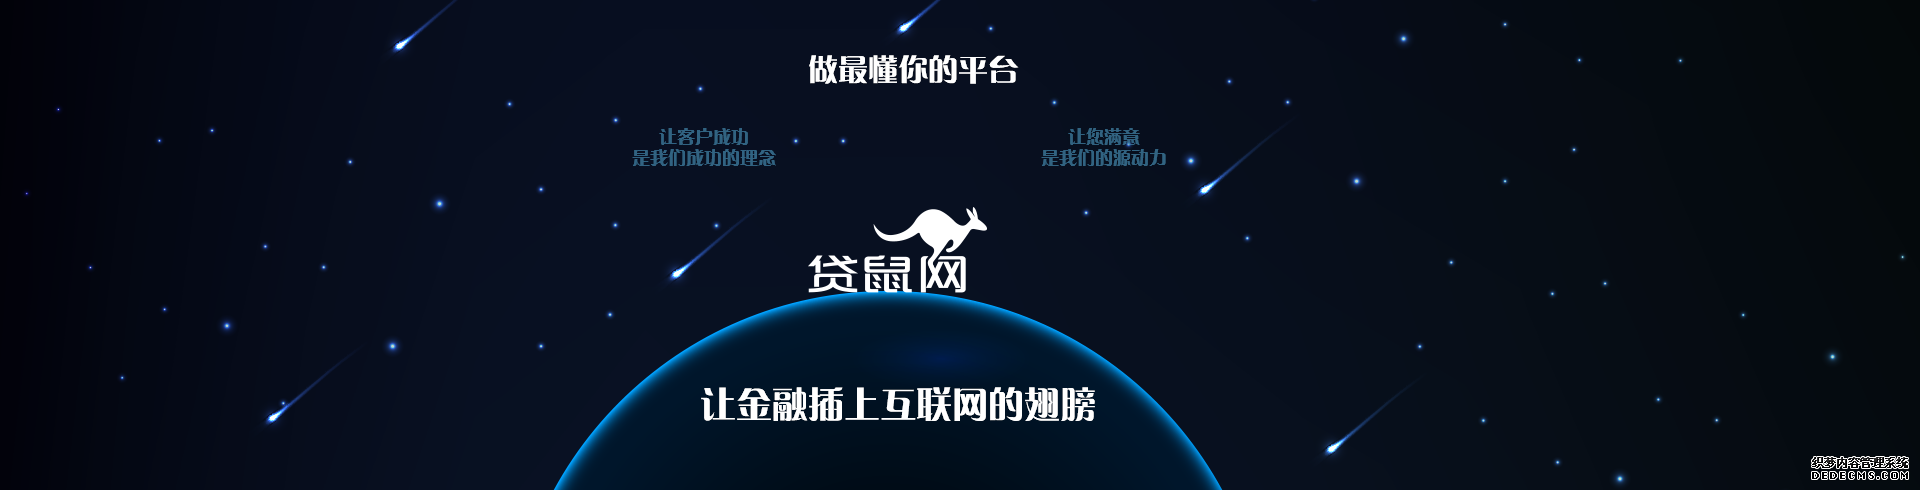 做最懂你的平台
让客户成功
是我们成功的理念
让您满意
是我们的源动力
贷鼠网
让金融插上互联网的翅膀
织梦内容管理系统
DEDECMS.COM